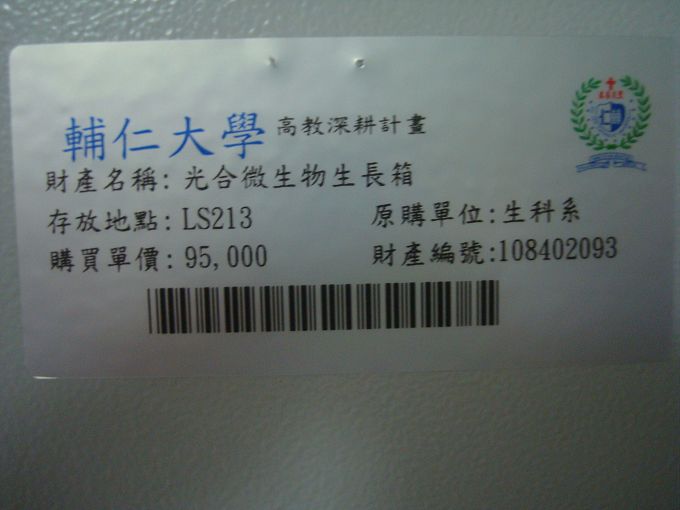 輔仁大學 高教深耕計畫
財產名稱: 光合微生物生長箱
存放地點: LS213 原購單位:生科系
購買單價: 95,000 財產編號:108402093